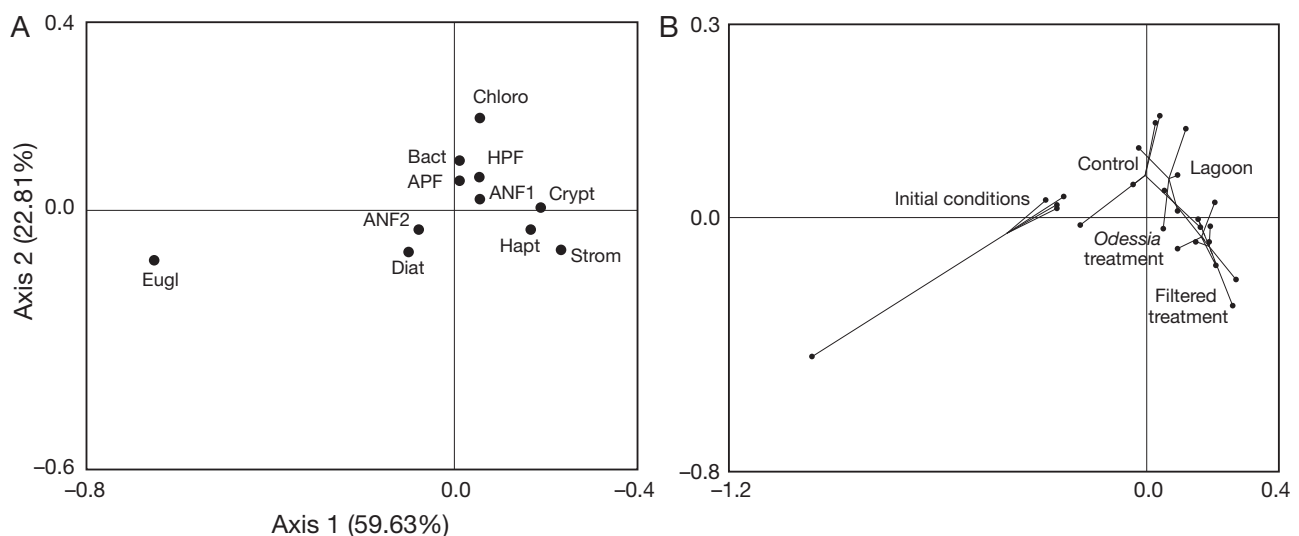 A
0.4
Chloro
Bact
HPF
APF
ANF1
Crypt
0.0
ANF2
Hapt
Strom
Diat
Eugl
Axis 2 (22.81%)
–0.6
–0.8
0.0
–0.4
Axis 1 (59.63%)
B
0.3
Control
Lagoon
Initial conditions
0.0
Odessia
treatment
Filtered
treatment
–0.8
–1.2
0.0
0.4